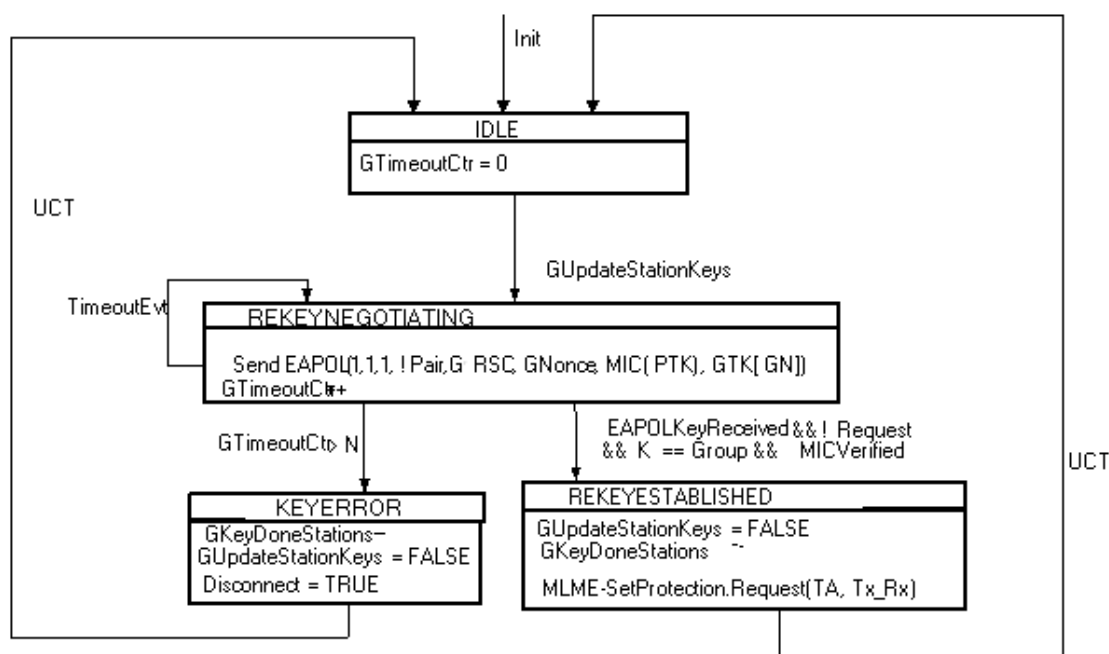 Init
IDLE
GTimeoutCtr = 0
UCT
GUpdateStationKeys
TimeoutEvt
REKEYNEGOTIATING
Send EAPOL(1,1,1, !Pair,G RSC, GNonce, MIC( PTK), GTK[ GN])
GTimeoutCtr++
GTimeoutCtr> N
EAPOLKeyReceived && ! Request
&& K == Group && MICVerified
UCT
KEYERROR
GKeyDoneStations--
GUpdateStationKeys = FALSE
Disconnect = TRUE
REKEYESTABLISHED
GUpdateStationKeys = FALSE
GKeyDoneStations --
MLME-SetProtection.Request(TA, Tx_Rx)